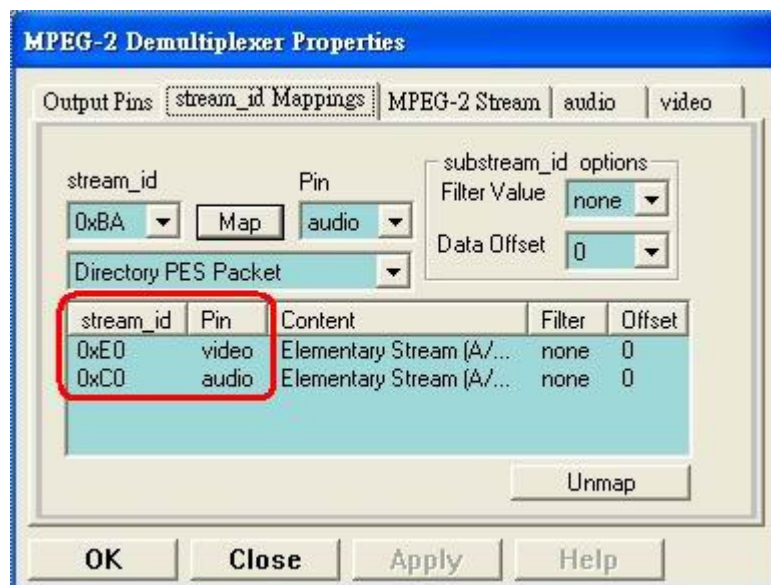 MPEG-2 Demultiplexer Properties
Output Pins stream_id Mappings MPEG-2 Stream audio video
substream_id options
stream_id Pin Filter Value none
0xBA Map audio Data Offset 0
Directory PES Packet
stream_id Pin Content Filter Offset
0xE0 video Elementary Stream (A/... none 0
0xC0 audio Elementary Stream (A/... none 0
Unmap
OK Close Apply Help